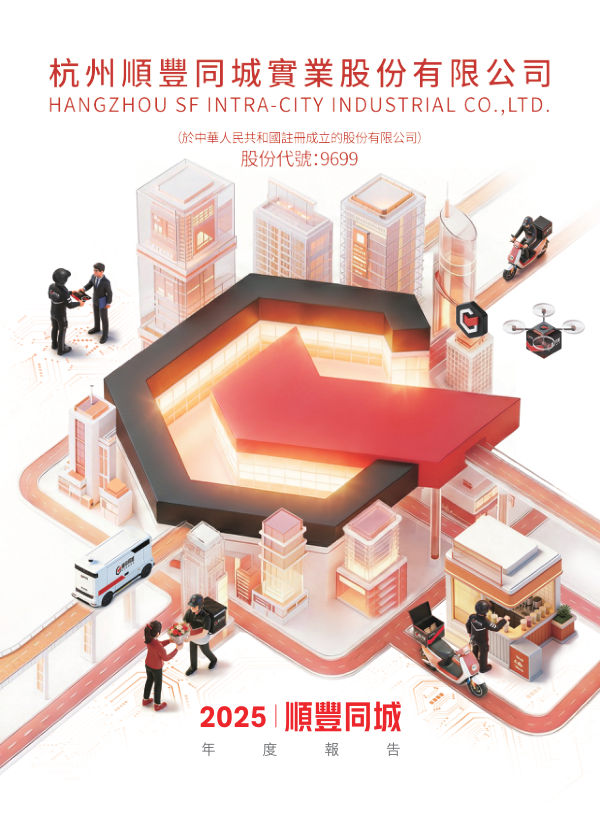 杭州順豐同城實業股份有限公司
HANGZHOU SF INTRA-CITY INDUSTRIAL CO.,LTD.
（於中華人民共和國註冊成立的股份有限公司）
股份代號：9699
2025 | 順豐同城
年度報告